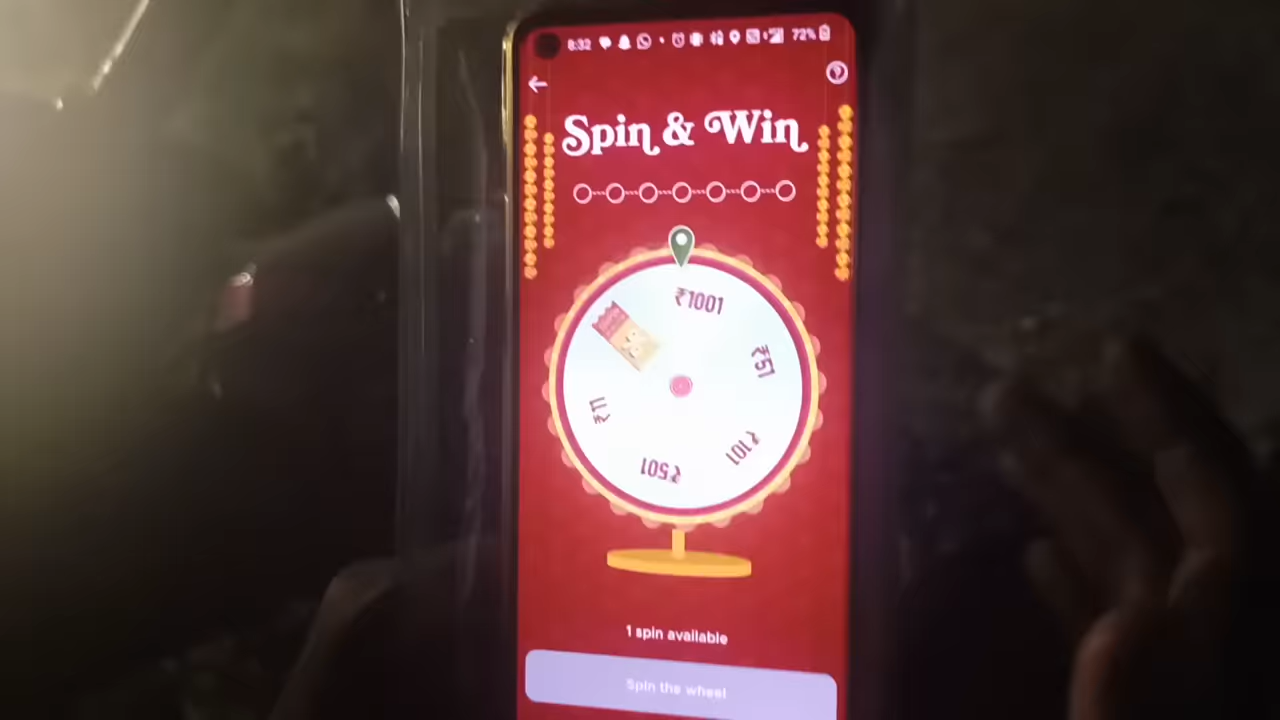 8:32
72%
Spin & Win
₹1001
₹51
₹101
₹501
₹11
1 spin available
Spin the wheel